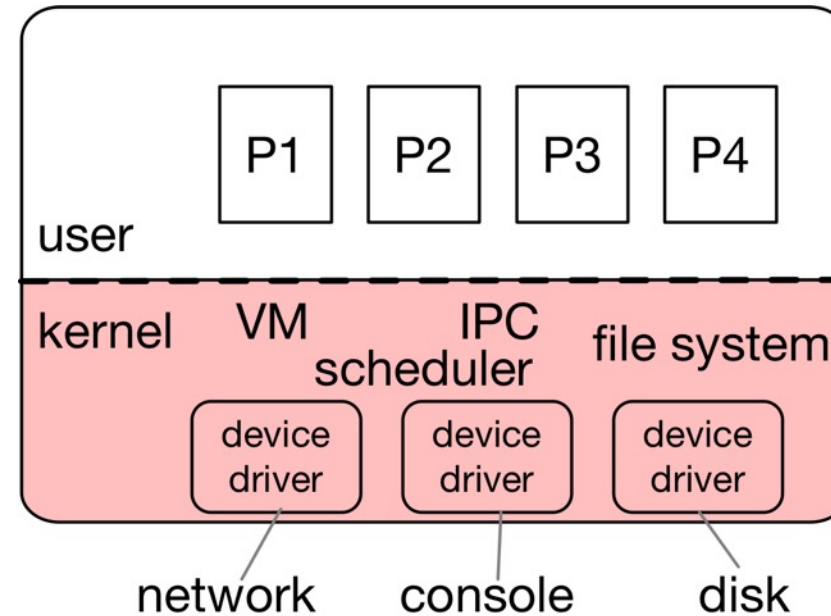 P1 P2 P3 P4
user
kernel VM IPC file system
scheduler
device driver
device driver
device driver
network console disk